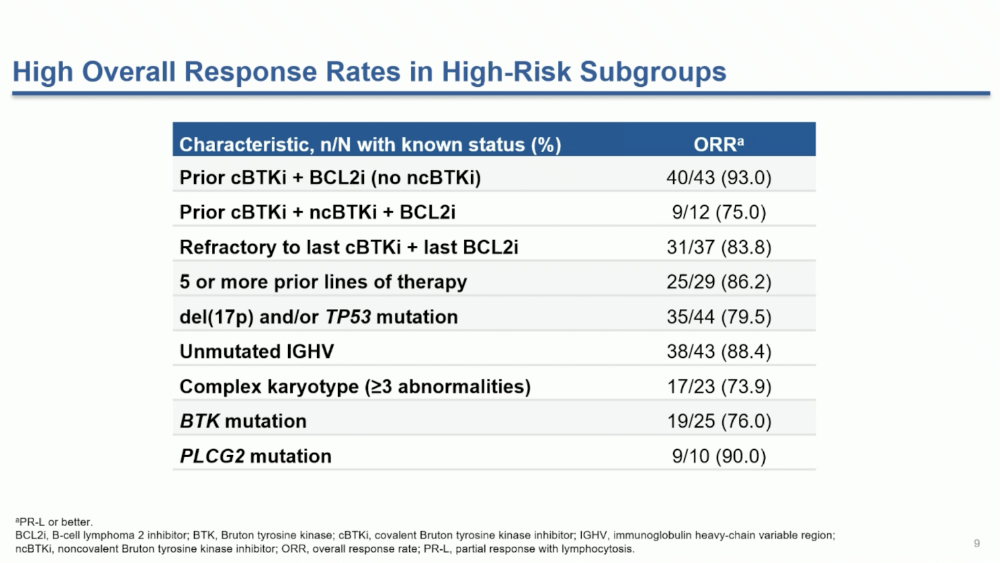 High Overall Response Rates in High-Risk Subgroups
Characteristic, n/N with known status (%) ORRᵃ
Prior cBTKi + BCL2i (no ncBTKi) 40/43 (93.0)
Prior cBTKi + ncBTKi + BCL2i 9/12 (75.0)
Refractory to last cBTKi + last BCL2i 31/37 (83.8)
5 or more prior lines of therapy 25/29 (86.2)
del(17p) and/or TP53 mutation 35/44 (79.5)
Unmutated IGHV 38/43 (88.4)
Complex karyotype (≥3 abnormalities) 17/23 (73.9)
BTK mutation 19/25 (76.0)
PLCG2 mutation 9/10 (90.0)
ᵃPR-L or better.
BCL2i, B-cell lymphoma 2 inhibitor; BTK, Bruton tyrosine kinase; cBTKi, covalent Bruton tyrosine kinase inhibitor; IGHV, immunoglobulin heavy-chain variable region;
ncBTKi, noncovalent Bruton tyrosine kinase inhibitor; ORR, overall response rate; PR-L, partial response with lymphocytosis.
9